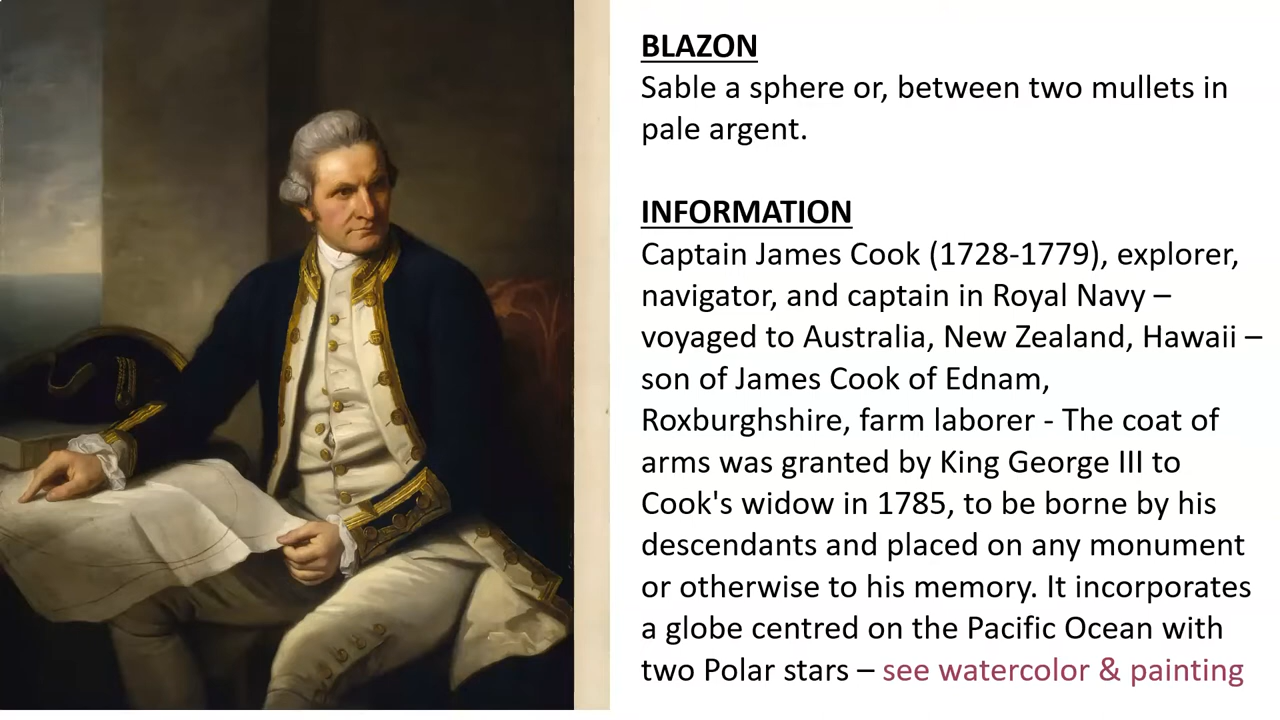 BLAZON
Sable a sphere or, between two mullets in
pale argent.
INFORMATION
Captain James Cook (1728-1779), explorer,
navigator, and captain in Royal Navy –
voyaged to Australia, New Zealand, Hawaii –
son of James Cook of Ednam,
Roxburghshire, farm laborer - The coat of
arms was granted by King George III to
Cook's widow in 1785, to be borne by his
descendants and placed on any monument
or otherwise to his memory. It incorporates
a globe centred on the Pacific Ocean with
two Polar stars – see watercolor & painting